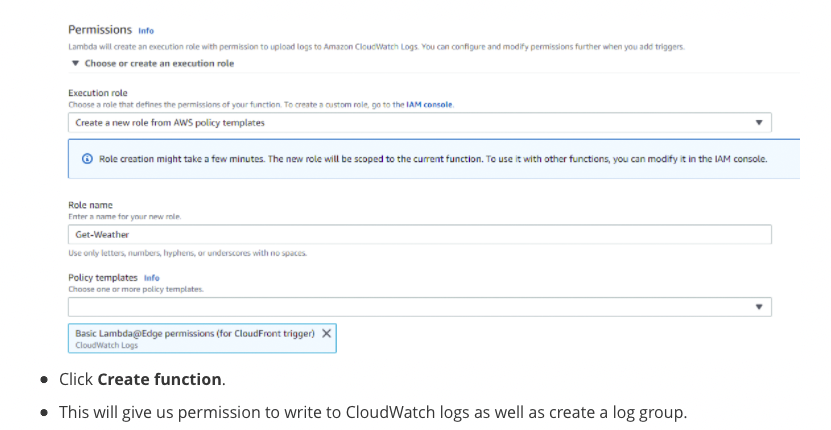 Permissions Info
Lambda will create an execution role with permission to upload logs to Amazon CloudWatch Logs. You can configure and modify permissions further when you add triggers.
▼ Choose or create an execution role
Execution role
Choose a role that defines the permissions of your function. To create a custom role, go to the IAM console.
Create a new role from AWS policy templates
Role creation might take a few minutes. The new role will be scoped to the current function. To use it with other functions, you can modify it in the IAM console.
Role name
Enter a name for your new role.
Get-Weather
Use only letters, numbers, hyphens, or underscores with no spaces.
Policy templates Info
Choose one or more policy templates.
Basic Lambda@Edge permissions (for CloudFront trigger) X
CloudWatch Logs
• Click Create function.
• This will give us permission to write to CloudWatch logs as well as create a log group.